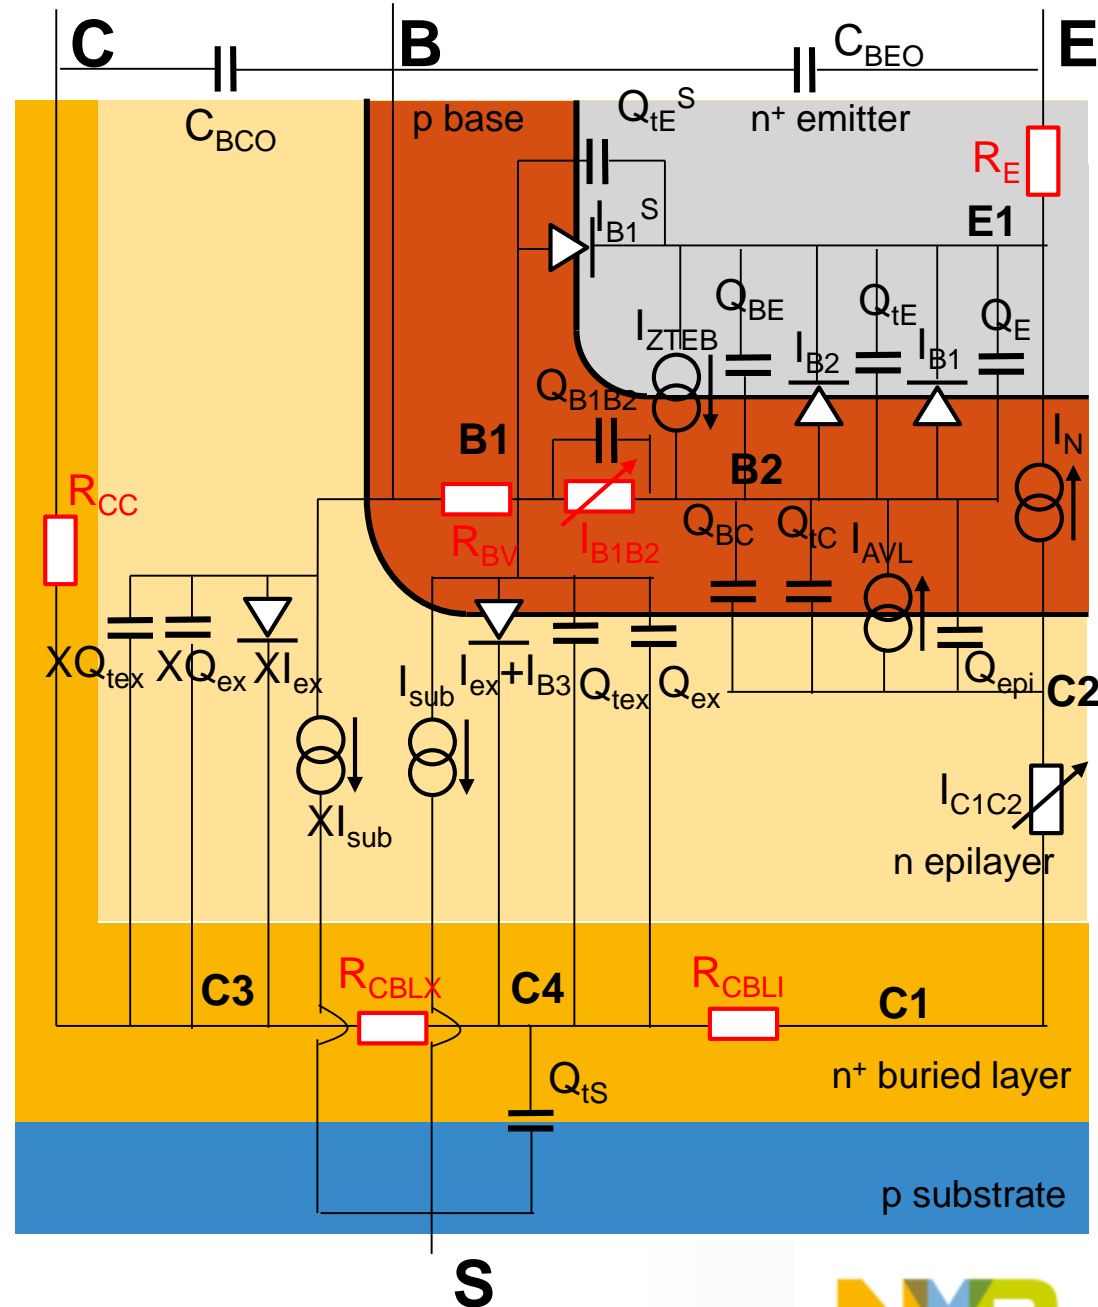 C B E
C_BEO
C_BCO
p base
Q_tE^S
n+ emitter
R_E
I_B1^S
E1
Q_BE
Q_tE
Q_E
I_ZTEB
I_B2
I_B1
Q_B1B2
I_N
B1
B2
R_CC
R_BV
I_B1B2
Q_BC
Q_tC
I_AVL
XQ_tex XQ_ex XI_ex
I_sub
I_ex+I_B3
Q_tex Q_ex
Q_epi
C2
XI_sub
I_C1C2
n epilayer
C3
R_CBLX
C4
R_CBLI
C1
Q_tS
n+ buried layer
p substrate
S